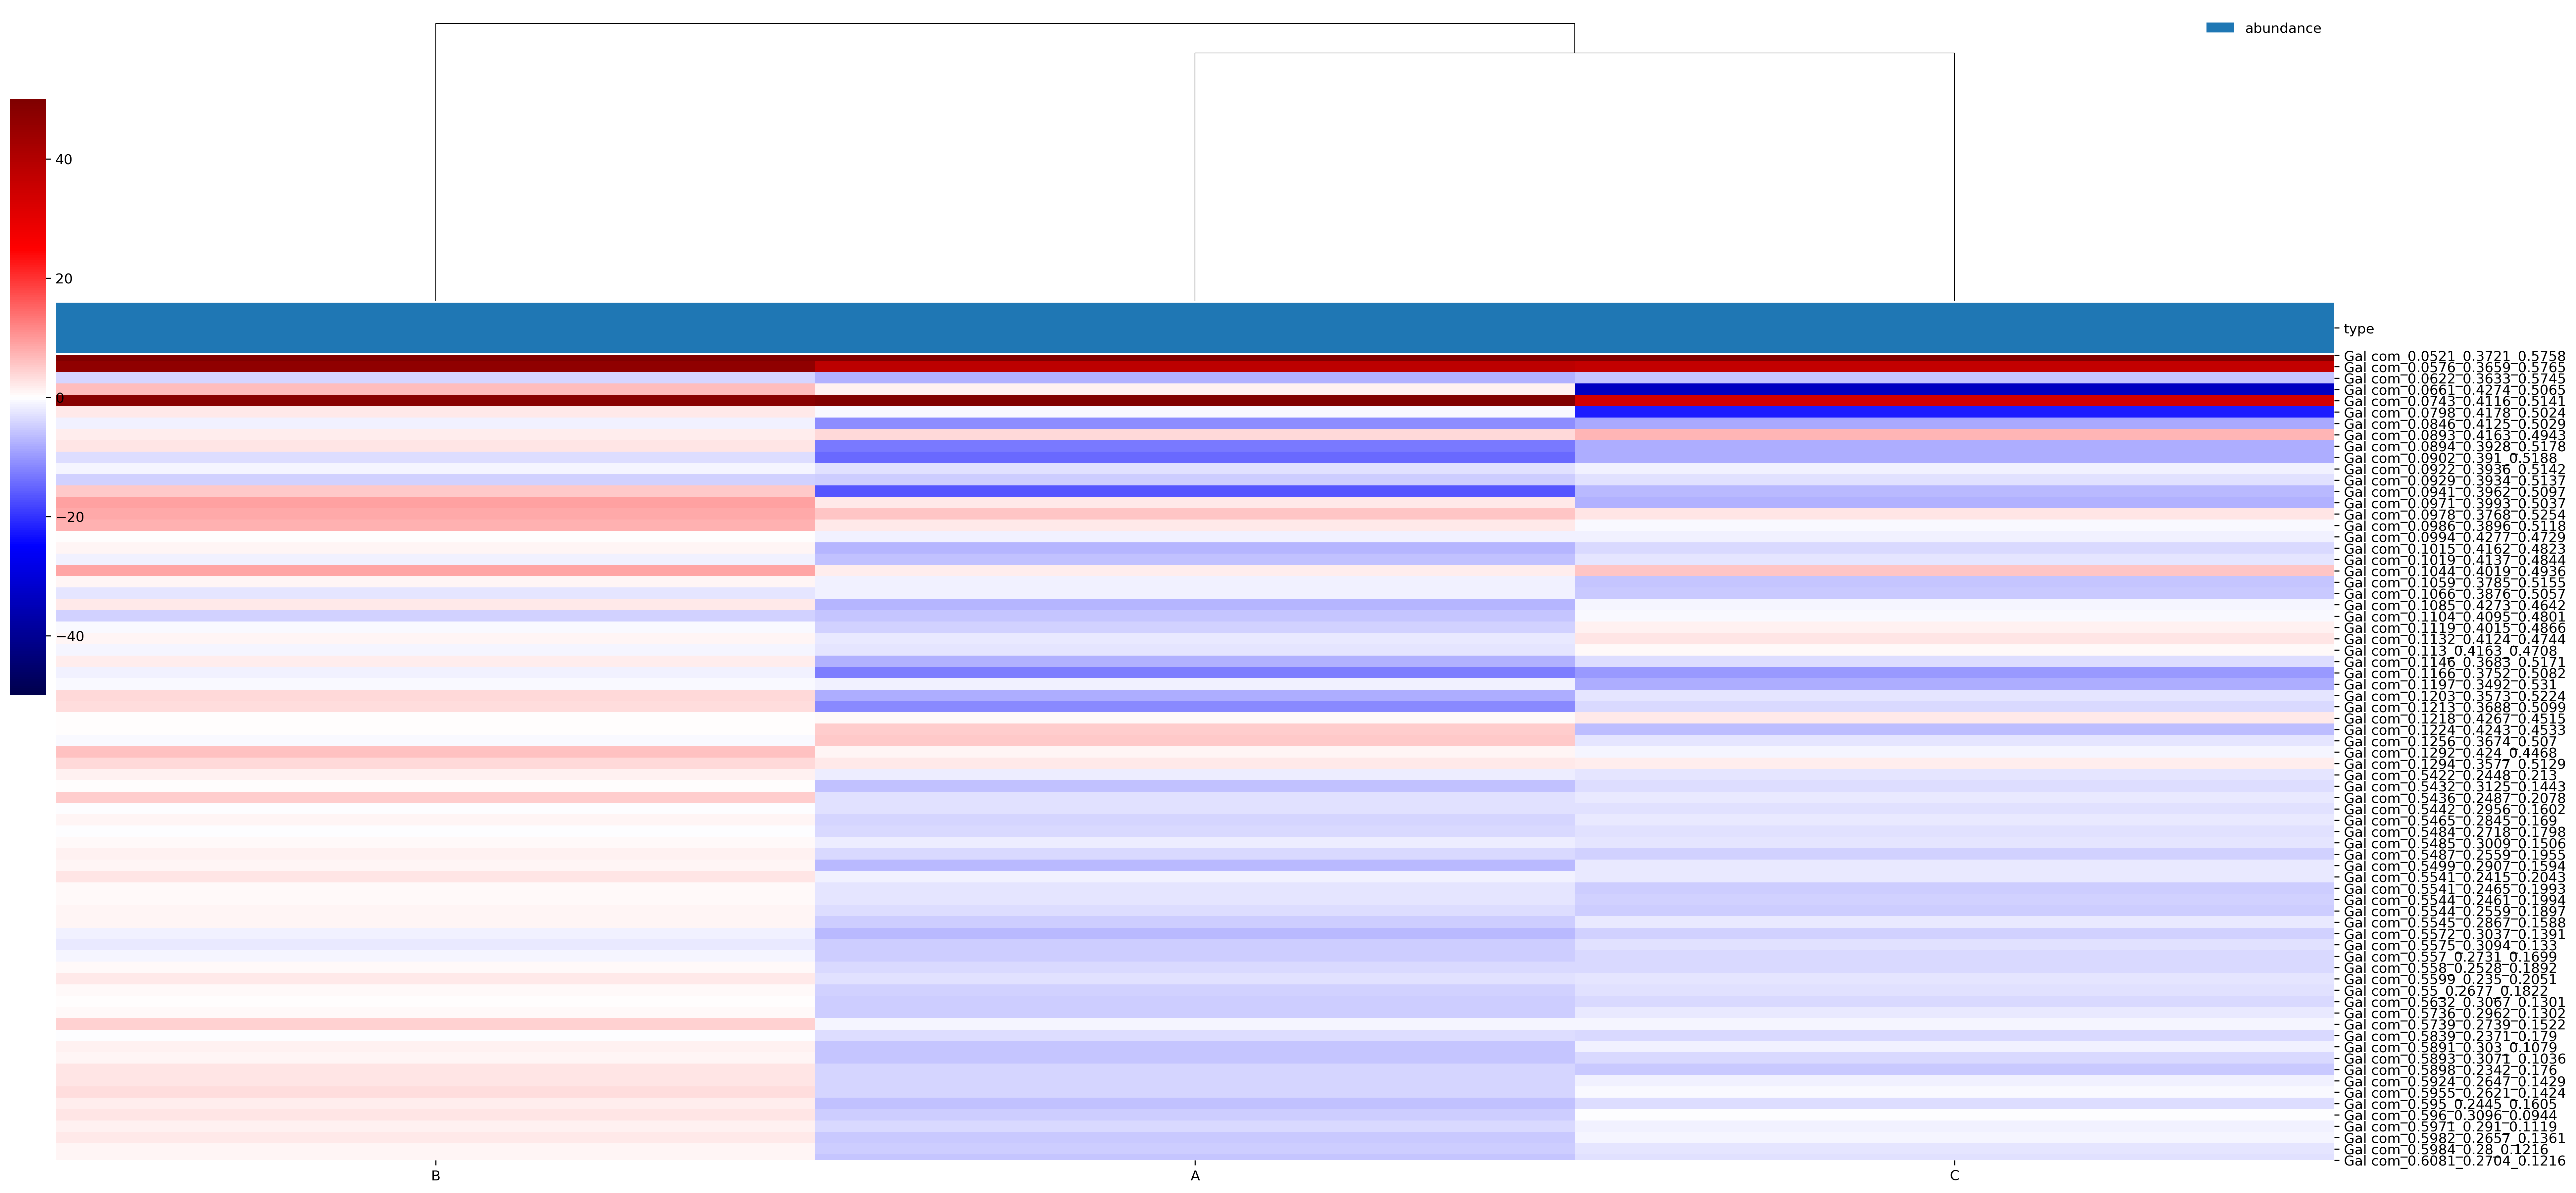 abundance
40
20
0
−20
−40
type
Gal com_0.0521_0.3721_0.5758
Gal com_0.0576_0.3659_0.5765
Gal com_0.0622_0.3633_0.5745
Gal com_0.0661_0.4274_0.5065
Gal com_0.0743_0.4116_0.5141
Gal com_0.0798_0.4178_0.5024
Gal com_0.0846_0.4125_0.5029
Gal com_0.0893_0.4163_0.4943
Gal com_0.0894_0.3928_0.5178
Gal com_0.0902_0.391_0.5188
Gal com_0.0922_0.3936_0.5142
Gal com_0.0929_0.3934_0.5137
Gal com_0.0941_0.3962_0.5097
Gal com_0.0971_0.3993_0.5037
Gal com_0.0978_0.3768_0.5254
Gal com_0.0986_0.3896_0.5118
Gal com_0.0994_0.4277_0.4729
Gal com_0.1015_0.4162_0.4823
Gal com_0.1019_0.4137_0.4844
Gal com_0.1044_0.4019_0.4936
Gal com_0.1059_0.3785_0.5155
Gal com_0.1066_0.3876_0.5057
Gal com_0.1085_0.4273_0.4642
Gal com_0.1104_0.4095_0.4801
Gal com_0.1119_0.4015_0.4866
Gal com_0.1132_0.4124_0.4744
Gal com_0.113_0.4163_0.4708
Gal com_0.1146_0.3683_0.5171
Gal com_0.1166_0.3752_0.5082
Gal com_0.1197_0.3492_0.531
Gal com_0.1203_0.3573_0.5224
Gal com_0.1213_0.3688_0.5099
Gal com_0.1218_0.4267_0.4515
Gal com_0.1224_0.4243_0.4533
Gal com_0.1256_0.3674_0.507
Gal com_0.1292_0.424_0.4468
Gal com_0.1294_0.3577_0.5129
Gal com_0.5422_0.2448_0.213
Gal com_0.5432_0.3125_0.1443
Gal com_0.5436_0.2487_0.2078
Gal com_0.5442_0.2956_0.1602
Gal com_0.5465_0.2845_0.169
Gal com_0.5484_0.2718_0.1798
Gal com_0.5485_0.3009_0.1506
Gal com_0.5487_0.2559_0.1955
Gal com_0.5499_0.2907_0.1594
Gal com_0.5541_0.2415_0.2043
Gal com_0.5541_0.2465_0.1993
Gal com_0.5544_0.2461_0.1994
Gal com_0.5544_0.2559_0.1897
Gal com_0.5545_0.2867_0.1588
Gal com_0.5572_0.3037_0.1391
Gal com_0.5575_0.3094_0.133
Gal com_0.557_0.2731_0.1699
Gal com_0.558_0.2528_0.1892
Gal com_0.5599_0.235_0.2051
Gal com_0.55_0.2677_0.1822
Gal com_0.5632_0.3067_0.1301
Gal com_0.5736_0.2962_0.1302
Gal com_0.5739_0.2739_0.1522
Gal com_0.5839_0.2371_0.179
Gal com_0.5891_0.303_0.1079
Gal com_0.5893_0.3071_0.1036
Gal com_0.5898_0.2342_0.176
Gal com_0.5924_0.2647_0.1429
Gal com_0.5955_0.2621_0.1424
Gal com_0.595_0.2445_0.1605
Gal com_0.596_0.3096_0.0944
Gal com_0.5971_0.291_0.1119
Gal com_0.5982_0.2657_0.1361
Gal com_0.5984_0.28_0.1216
Gal com_0.6081_0.2704_0.1216
B A C